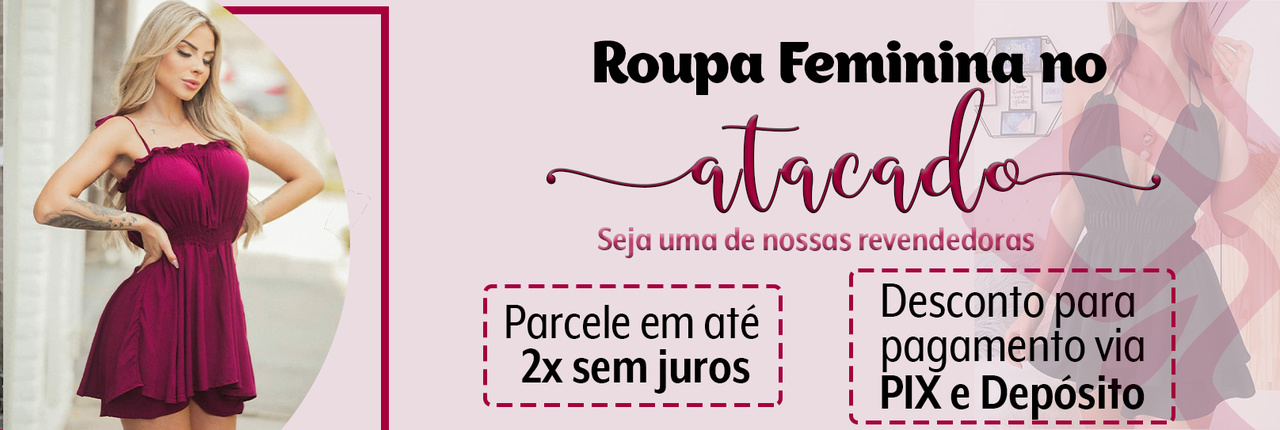 Roupa Feminina no
atacado
Seja uma de nossas revendedoras
Parcele em até
2x sem juros
Desconto para
pagamento via
PIX e Depósito